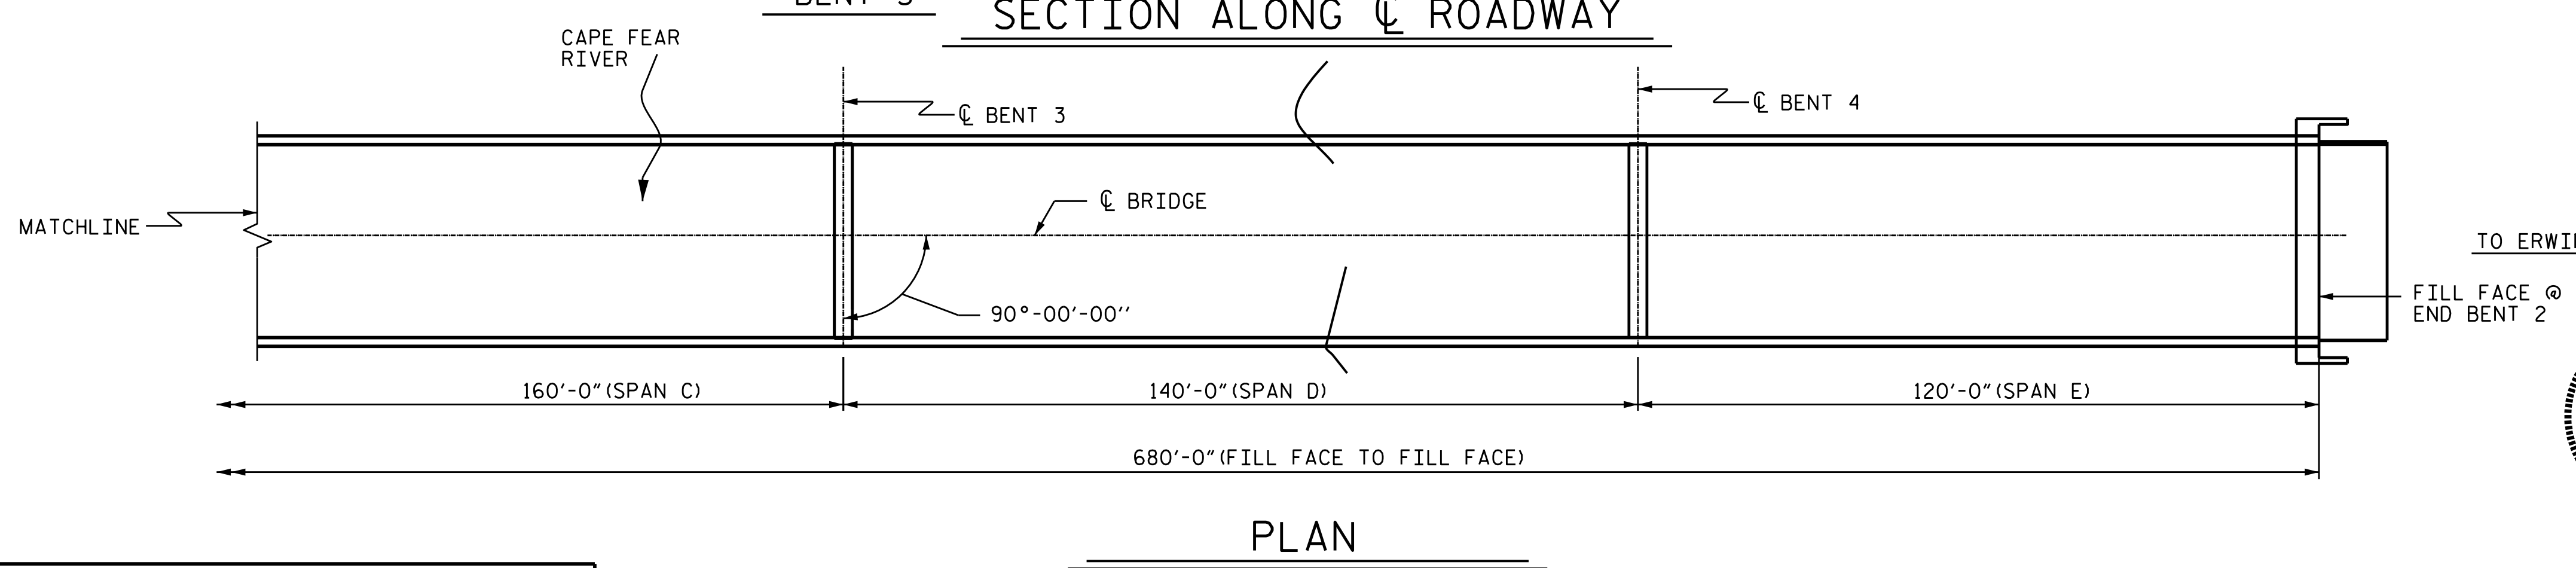 SECTION ALONG ℄ ROADWAY
CAPE FEAR
RIVER
℄ BENT 3
℄ BENT 4
MATCHLINE
℄ BRIDGE
90°-00'-00''
TO
FILL FACE @
END BENT 2
160'-0"(SPAN C)
140'-0"(SPAN D)
120'-0"(SPAN E)
680'-0"(FILL FACE TO FILL FACE)
PLAN